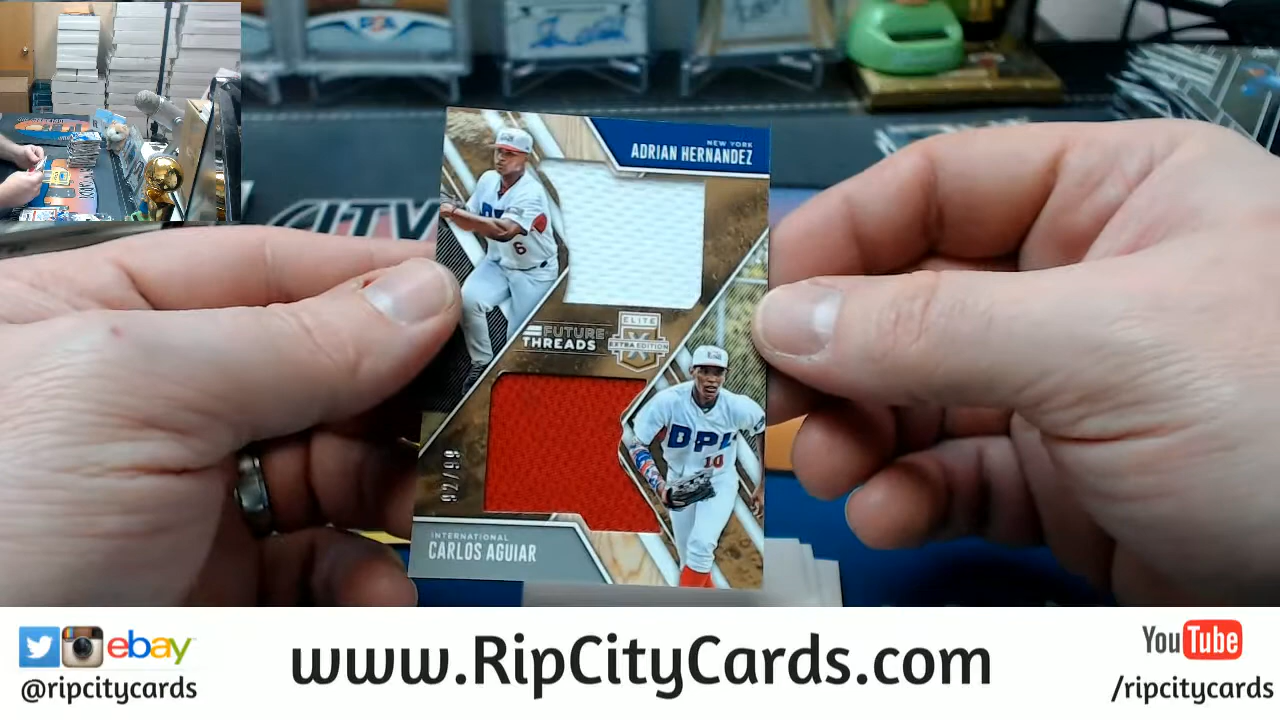 NEW YORK
ADRIAN HERNANDEZ
6
FUTURE
THREADS
ELITE
EXTRA EDITION
DPL
10
92/99
INTERNATIONAL
CARLOS AGUIAR
ebay
@ripcitycards
www.RipCityCards.com
YouTube
/ripcitycards